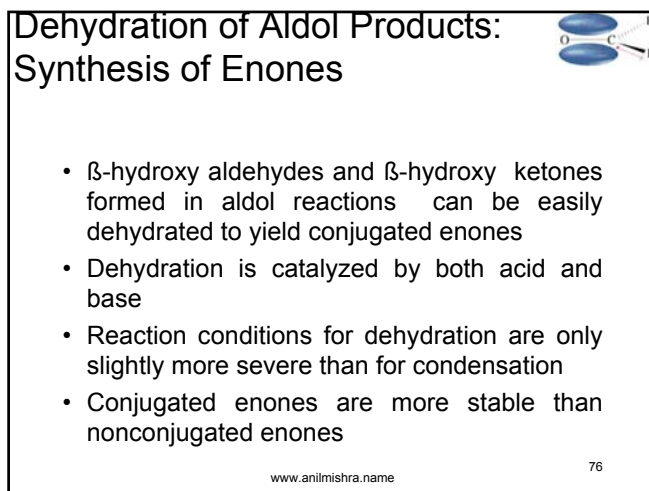 Dehydration of Aldol Products:
Synthesis of Enones
O C
• ß-hydroxy aldehydes and ß-hydroxy ketones
formed in aldol reactions can be easily
dehydrated to yield conjugated enones
• Dehydration is catalyzed by both acid and
base
• Reaction conditions for dehydration are only
slightly more severe than for condensation
• Conjugated enones are more stable than
nonconjugated enones
www.anilmishra.name
76